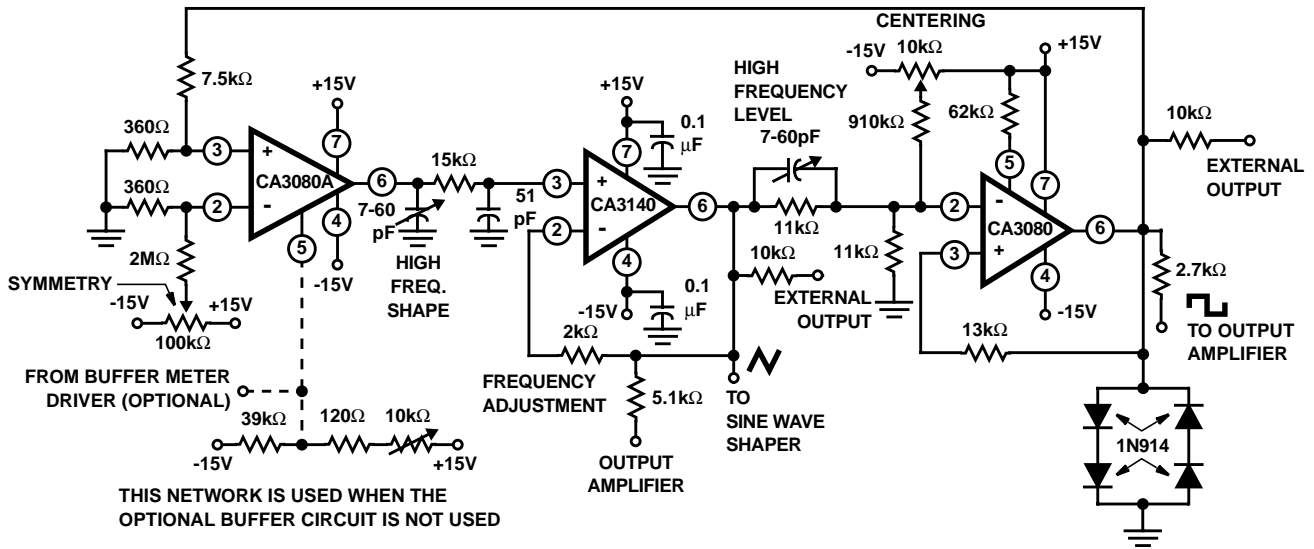 CENTERING
-15V
10kΩ
+15V
7.5kΩ
+15V
+15V
HIGH
FREQUENCY
LEVEL
7-60pF
910kΩ
62kΩ
10kΩ
EXTERNAL
OUTPUT
360Ω
3
+
7
CA3080A
6
15kΩ
0.1
µF
7
3
+
CA3140
6
5
7
2
-
CA3080
6
360Ω
2
-
4
5
7-60
pF
51
pF
2
-
4
11kΩ
11kΩ
3
+
4
2MΩ
-15V
HIGH
FREQ.
SHAPE
0.1
µF
-15V
10kΩ
EXTERNAL
OUTPUT
-15V
2.7kΩ
TO OUTPUT
AMPLIFIER
SYMMETRY
-15V
+15V
100kΩ
2kΩ
13kΩ
FREQUENCY
ADJUSTMENT
5.1kΩ
TO
SINE WAVE
SHAPER
FROM BUFFER METER
DRIVER (OPTIONAL)
39kΩ
120Ω
10kΩ
-15V
+15V
OUTPUT
AMPLIFIER
1N914
THIS NETWORK IS USED WHEN THE
OPTIONAL BUFFER CIRCUIT IS NOT USED